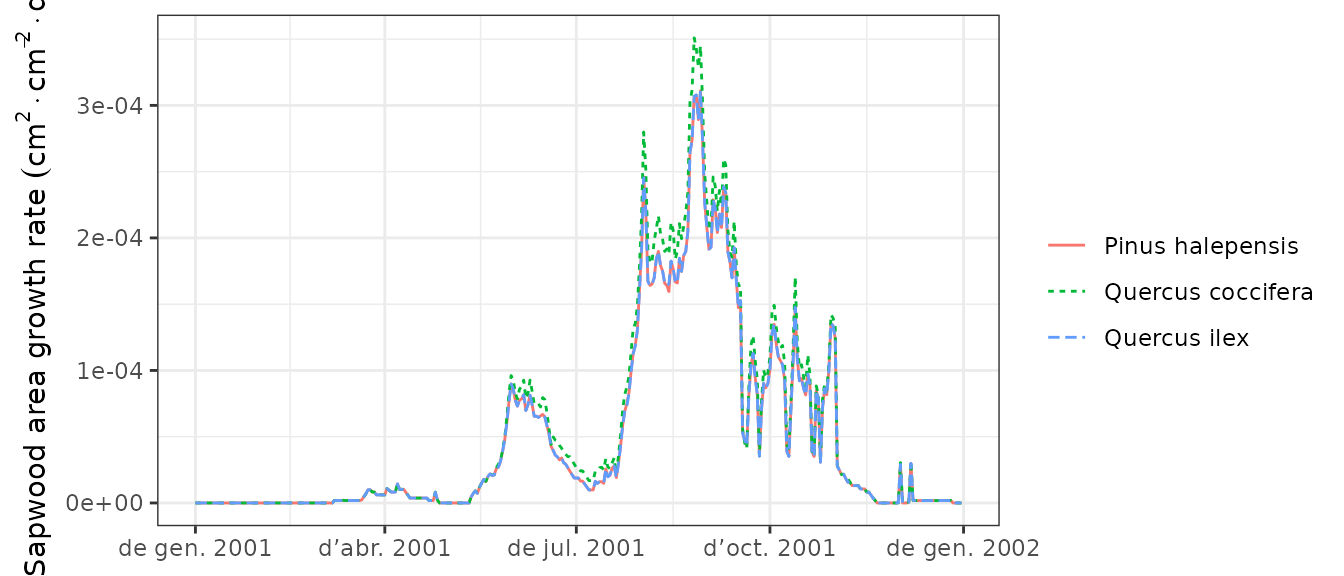 Sapwood area growth rate (cm² · cm⁻² ·
3e-04
2e-04
1e-04
0e+00
de gen. 2001
d’abr. 2001
de jul. 2001
d’oct. 2001
de gen. 2002
Pinus halepensis
Quercus coccifera
Quercus ilex